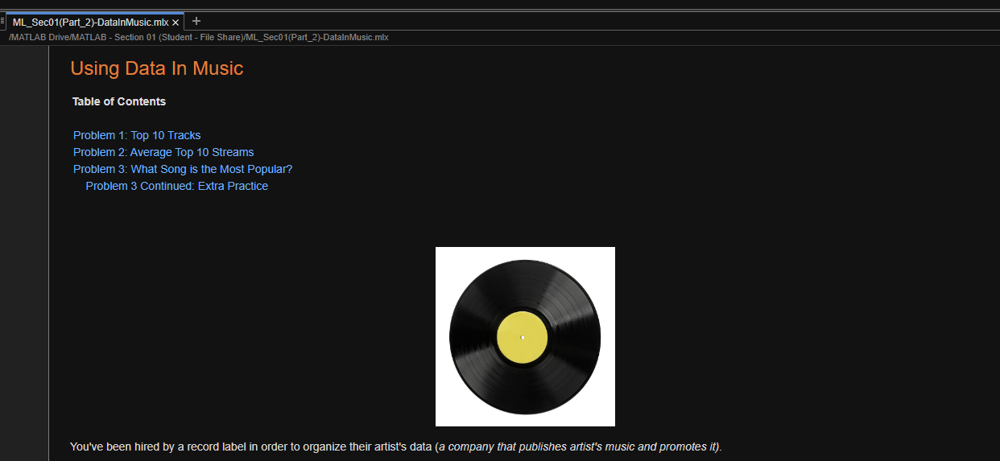 ML_Sec01(Part_2)-DataInMusic.mlx
/MATLAB Drive/MATLAB - Section 01 (Student - File Share)/ML_Sec01(Part_2)-DataInMusic.mlx
Using Data In Music
Table of Contents
Problem 1: Top 10 Tracks
Problem 2: Average Top 10 Streams
Problem 3: What Song is the Most Popular?
Problem 3 Continued: Extra Practice
You've been hired by a record label in order to organize their artist's data (a company that publishes artist's music and promotes it).